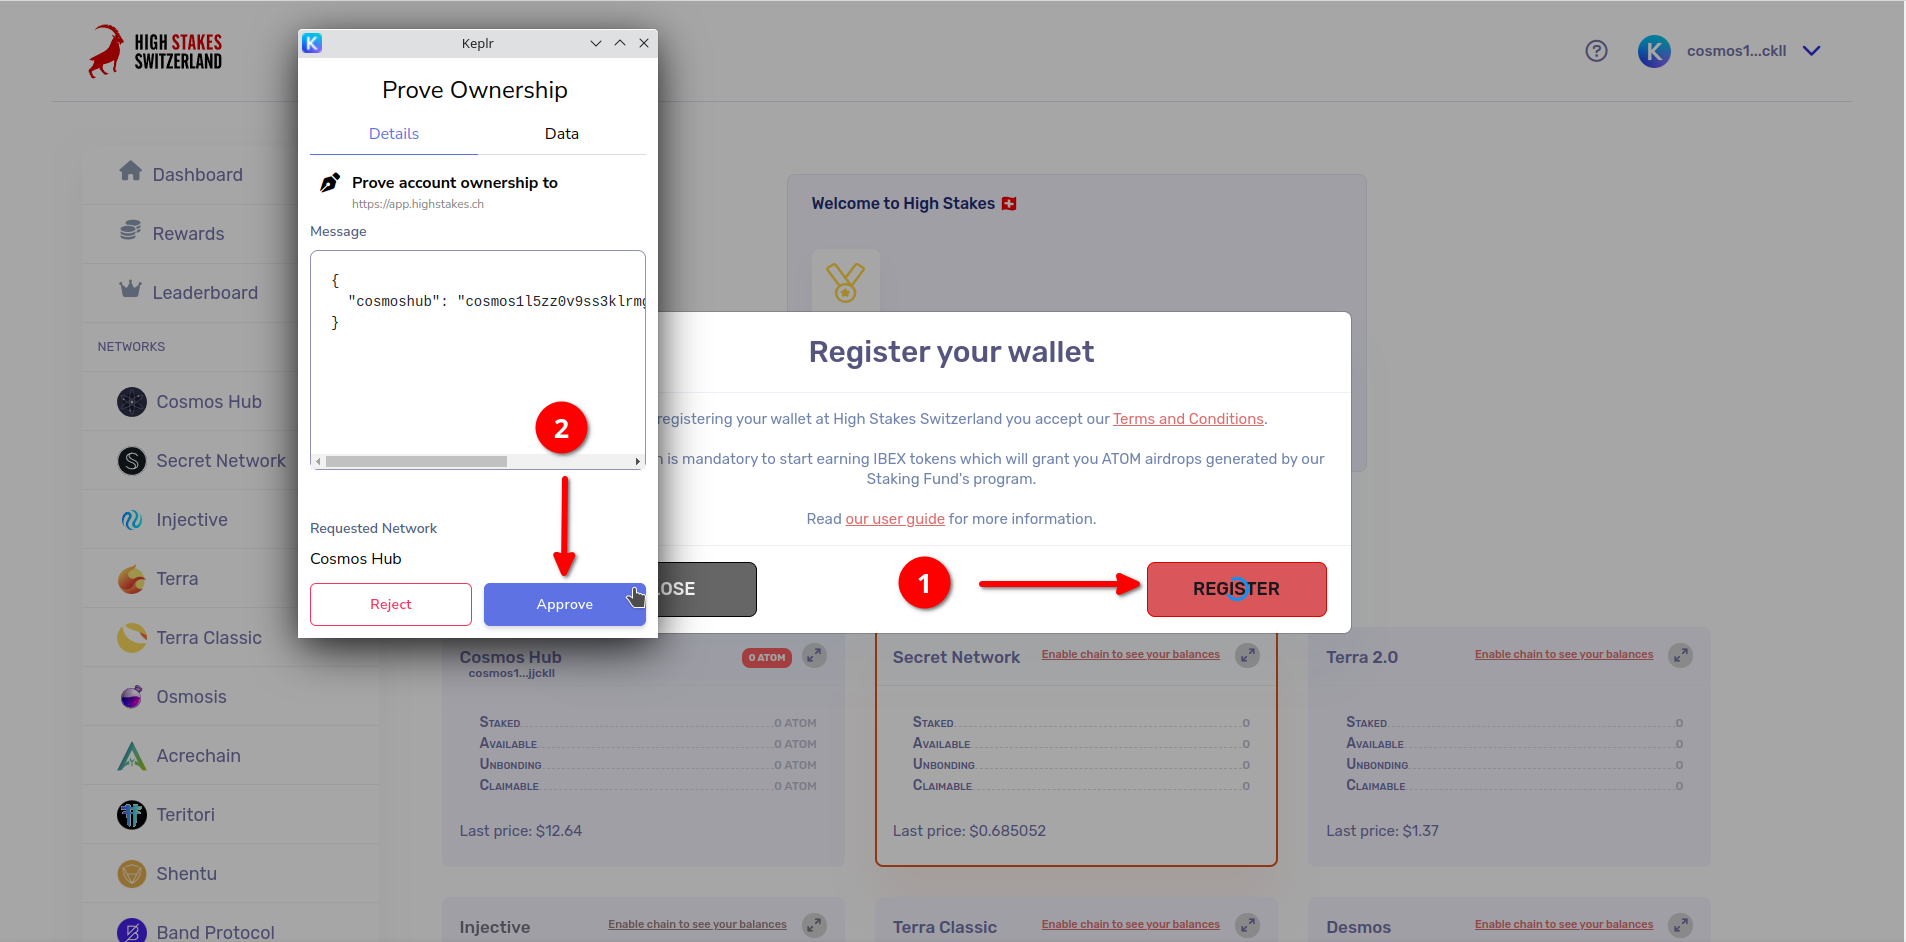 HIGH STAKES
SWITZERLAND
cosmos1...ckll
Keplr
Prove Ownership
Details
Data
Prove account ownership to
https://app.highstakes.ch
Message
{
"cosmoshub": "cosmos1l5zz0v9ss3klrmg
}
2
Requested Network
Cosmos Hub
Reject
Approve
Dashboard
Rewards
Leaderboard
NETWORKS
Cosmos Hub
Secret Network
Injective
Terra
Terra Classic
Osmosis
Acrechain
Teritori
Shentu
Band Protocol
Welcome to High Stakes
Register your wallet
registering your wallet at High Stakes Switzerland you accept our Terms and Conditions.
is mandatory to start earning IBEX tokens which will grant you ATOM airdrops generated by our
Staking Fund's program.
Read our user guide for more information.
LOSE
1
REGISTER
Cosmos Hub
cosmos1...jjckll
0 ATOM
STAKED 0 ATOM
AVAILABLE 0 ATOM
UNBONDING 0 ATOM
CLAIMABLE 0 ATOM
Last price: $12.64
Secret Network
Enable chain to see your balances
STAKED 0
AVAILABLE 0
UNBONDING 0
CLAIMABLE 0
Last price: $0.685052
Terra 2.0
Enable chain to see your balances
STAKED 0
AVAILABLE 0
UNBONDING 0
CLAIMABLE 0
Last price: $1.37
Injective
Enable chain to see your balances
Terra Classic
Enable chain to see your balances
Desmos
Enable chain to see your balances